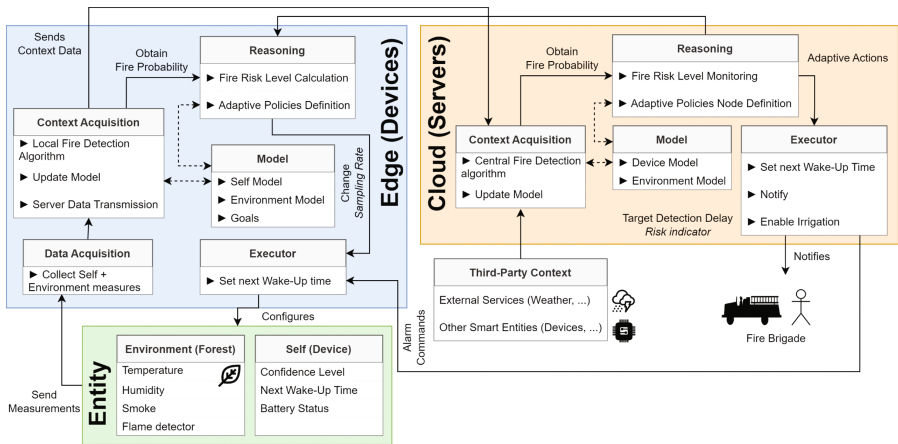 Sends
Context Data
Obtain
Fire Probability
Reasoning
► Fire Risk Level Calculation
► Adaptive Policies Definition
Context Acquisition
► Local Fire Detection
Algorithm
► Update Model
► Server Data Transmission
Model
► Self Model
► Environment Model
► Goals
Change
Sampling Rate
Edge (Devices)
Data Acquisition
► Collect Self +
Environment measures
Executor
► Set next Wake-Up time
Configures
Send
Measurements
Entity
Environment (Forest)
Temperature
Humidity
Smoke
Flame detector
Self (Device)
Confidence Level
Next Wake-Up Time
Battery Status
Alarm
Commands
Cloud (Servers)
Obtain
Fire Probability
Reasoning
► Fire Risk Level Monitoring
► Adaptive Policies Node Definition
Adaptive Actions
Context Acquisition
► Central Fire Detection
algorithm
► Update Model
Model
► Device Model
► Environment Model
Executor
► Set next Wake-Up Time
► Notify
► Enable Irrigation
Target Detection Delay
Risk indicator
Third-Party Context
External Services (Weather, ...)
Other Smart Entities (Devices, ...)
Notifies
Fire Brigade